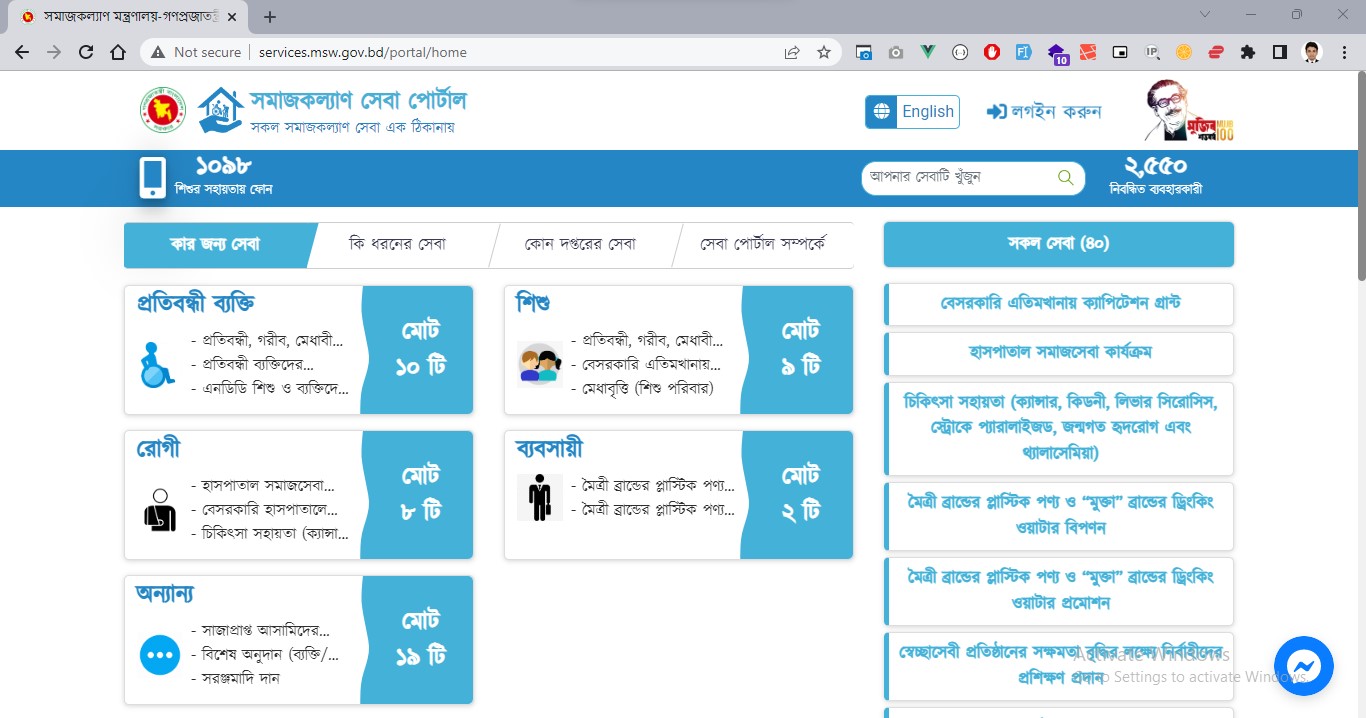 সমাজকল্যাণ মন্ত্রণালয়-গণপ্রজাতন্ত্রী
Not secure
services.msw.gov.bd/portal/home
10
সমাজকল্যাণ সেবা পোর্টাল
সকল সমাজকল্যাণ সেবা এক ঠিকানায়
English
লগইন করুন
মুজিব
100
১০৯৮
শিশুর সহায়তায় ফোন
আপনার সেবাটি খুঁজুন
২,৫৫০
নিবন্ধিত ব্যবহারকারী
কার জন্য সেবা
কি ধরনের সেবা
কোন দপ্তরের সেবা
সেবা পোর্টাল সম্পর্কে
প্রতিবন্ধী ব্যক্তি
- প্রতিবন্ধী, গরীব, মেধাবী...
- প্রতিবন্ধী ব্যক্তিদের...
- এনডিডি শিশু ও ব্যক্তিদে...
মোট
১০ টি
শিশু
- প্রতিবন্ধী, গরীব, মেধাবী...
- বেসরকারি এতিমখানায়...
- মেধাবৃত্তি (শিশু পরিবার)
মোট
৯ টি
রোগী
- হাসপাতাল সমাজসেবা...
- বেসরকারি হাসপাতালে...
- চিকিৎসা সহায়তা (ক্যান্সা...
মোট
৮ টি
ব্যবসায়ী
- মৈত্রী ব্রান্ডের প্লাস্টিক পণ্য...
- মৈত্রী ব্রান্ডের প্লাস্টিক পণ্য...
মোট
২ টি
অন্যান্য
- সাজাপ্রাপ্ত আসামিদের...
- বিশেষ অনুদান (ব্যক্তি/...
- সরঞ্জমাদি দান
মোট
১৯ টি
সকল সেবা (৪০)
বেসরকারি এতিমখানায় ক্যাপিটেশন গ্রান্ট
হাসপাতাল সমাজসেবা কার্যক্রম
চিকিৎসা সহায়তা (ক্যান্সার, কিডনী, লিভার সিরোসিস,
স্ট্রোকে প্যারালাইজড, জন্মগত হৃদরোগ এবং
থ্যালাসেমিয়া)
মৈত্রী ব্রান্ডের প্লাস্টিক পণ্য ও “মুক্তা” ব্রান্ডের ড্রিংকিং
ওয়াটার বিপণন
মৈত্রী ব্রান্ডের প্লাস্টিক পণ্য ও “মুক্তা” ব্রান্ডের ড্রিংকিং
ওয়াটার প্রমোশন
স্বেচ্ছাসেবী প্রতিষ্ঠানের সক্ষমতা বৃদ্ধির লক্ষ্যে নির্বাহীদের
প্রশিক্ষণ প্রদান
Activate Windows
Go to Settings to activate Windows.